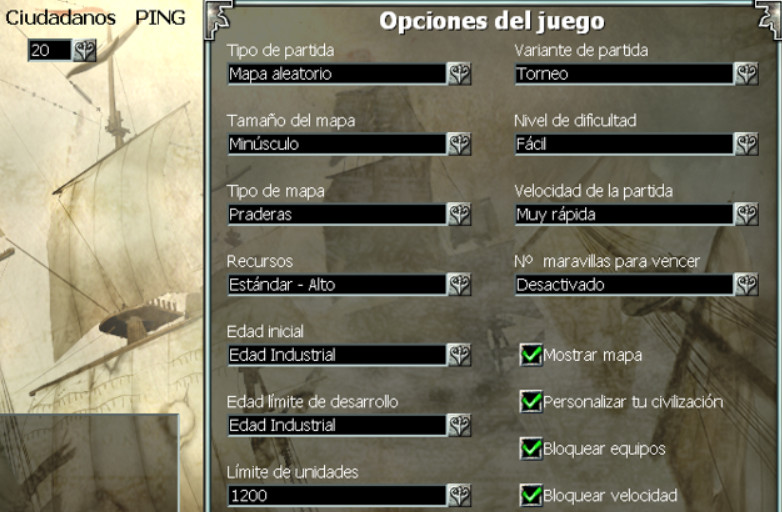 Ciudadanos PING
20
Opciones del juego
Tipo de partida
Mapa aleatorio
Variante de partida
Torneo
Tamaño del mapa
Minúsculo
Nivel de dificultad
Fácil
Tipo de mapa
Praderas
Velocidad de la partida
Muy rápida
Recursos
Estándar - Alto
Nº maravillas para vencer
Desactivado
Edad inicial
Edad Industrial
Mostrar mapa
Edad límite de desarrollo
Edad Industrial
Personalizar tu civilización
Bloquear equipos
Límite de unidades
1200
Bloquear velocidad